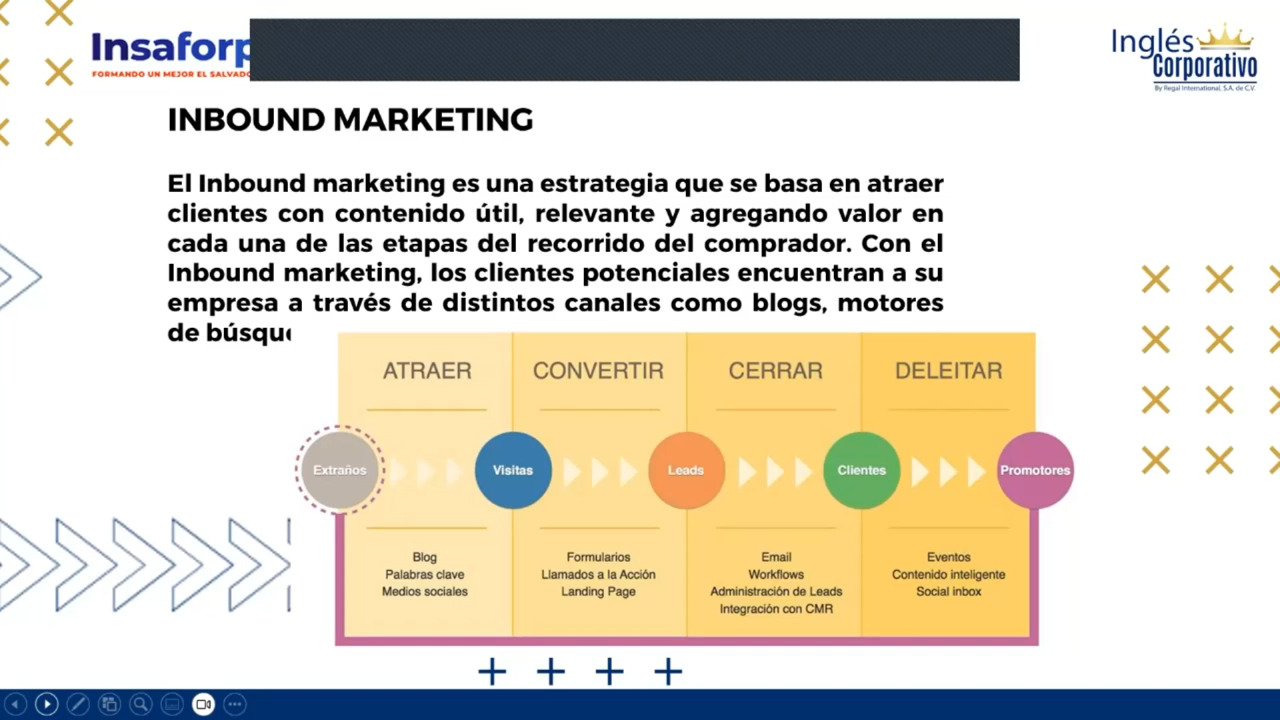 Insaforp
FORMANDO UN MEJOR EL SALVADO
Inglés
Corporativo
By Regal International, S.A. de C.V.
INBOUND MARKETING
El Inbound marketing es una estrategia que se basa en atraer
clientes con contenido útil, relevante y agregando valor en
cada una de las etapas del recorrido del comprador. Con el
Inbound marketing, los clientes potenciales encuentran a su
empresa a través de distintos canales como blogs, motores
de búsqu
ATRAER CONVERTIR CERRAR DELEITAR
Extraños Visitas Leads Clientes Promotores
Blog
Palabras clave
Medios sociales
Formularios
Llamados a la Acción
Landing Page
Email
Workflows
Administración de Leads
Integración con CMR
Eventos
Contenido inteligente
Social inbox